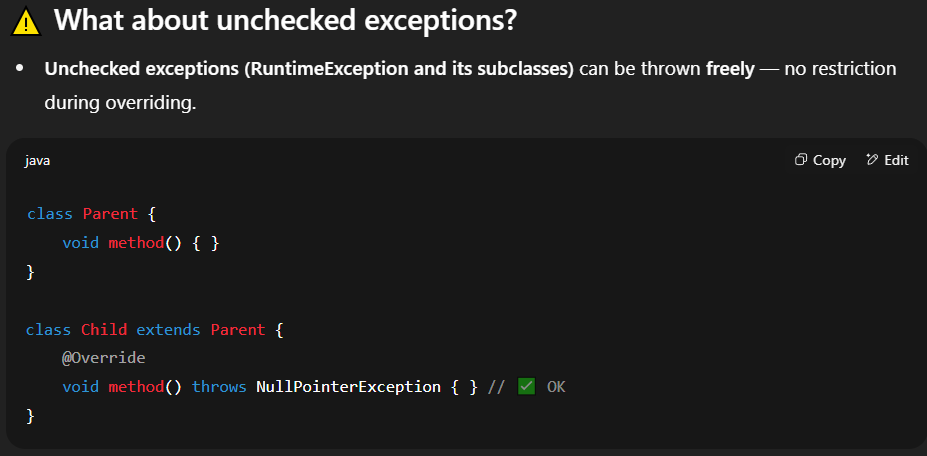 ⚠️ What about unchecked exceptions?
• Unchecked exceptions (RuntimeException and its subclasses) can be thrown freely — no restriction
during overriding.
java
Copy
Edit
class Parent {
    void method() { }
}

class Child extends Parent {
    @Override
    void method() throws NullPointerException { } // ✅ OK
}